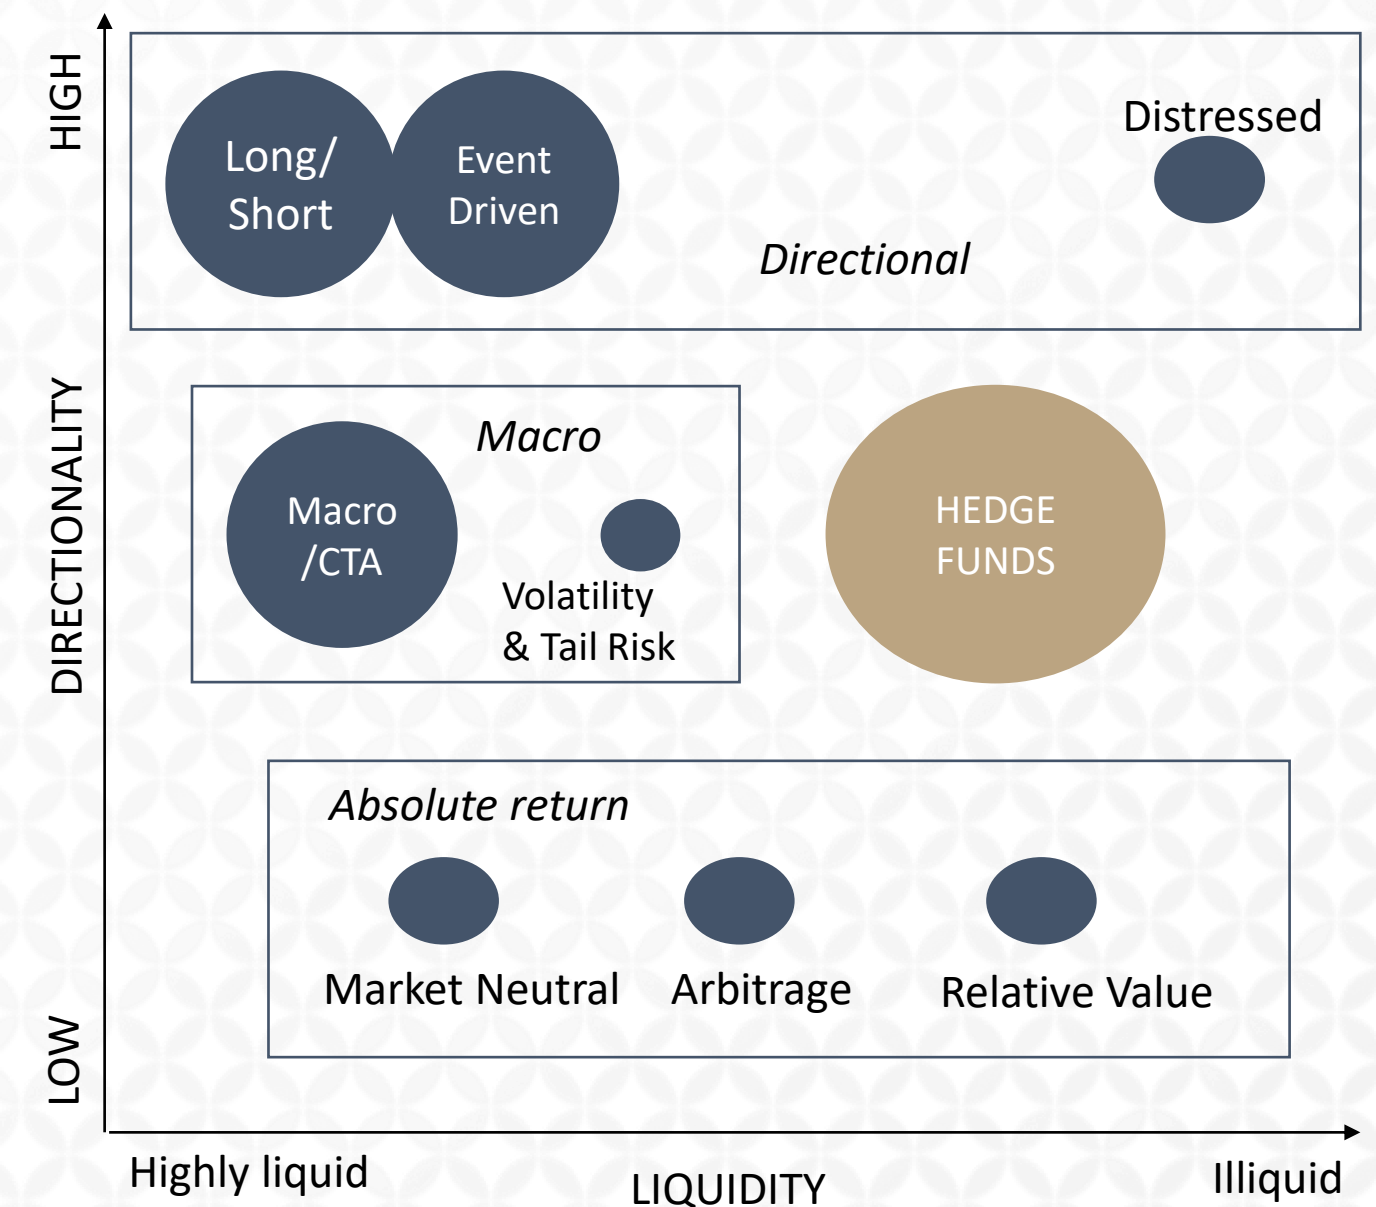 HIGH
Long/
Short
Event
Driven
Distressed
Directional
DIRECTIONALITY
Macro
Macro
/CTA
Volatility
& Tail Risk
HEDGE
FUNDS
Absolute return
Market Neutral
Arbitrage
Relative Value
LOW
Highly liquid
LIQUIDITY
Illiquid